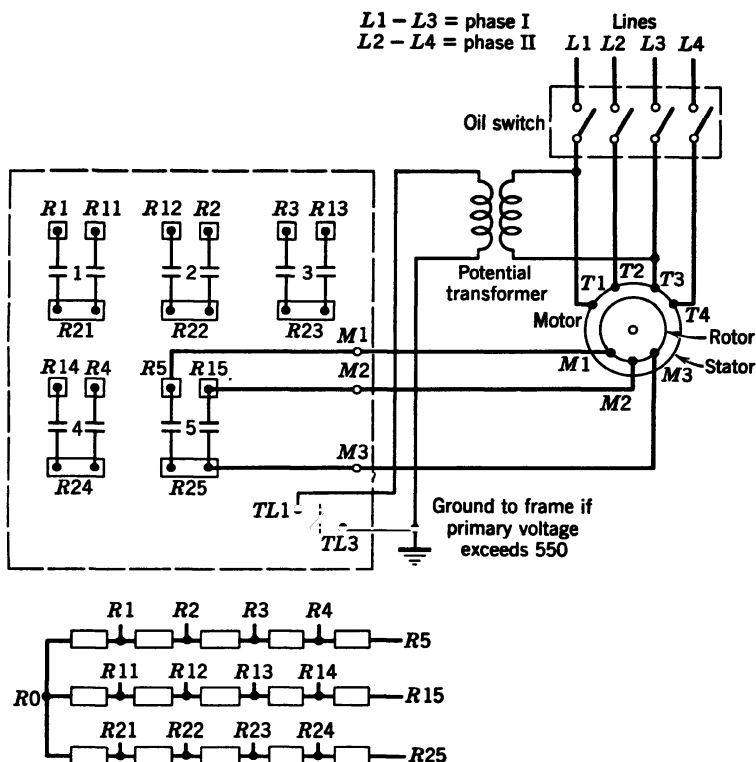 L1 – L3 = phase I
L2 – L4 = phase II
Lines
L1 L2 L3 L4
Oil switch
R1 R11 R12 R2 R3 R13
1 2 3
R21 R22 R23
Potential
transformer
T1 T2 T3 T4
Motor
Rotor
Stator
M1 M2 M3
M1
M2
M3
R14 R4 R5 R15
4 5
R24 R25
TL1
TL3
Ground to frame if
primary voltage
exceeds 550
R1 R2 R3 R4
R5
R11 R12 R13 R14
R0 R15
R21 R22 R23 R24
R25